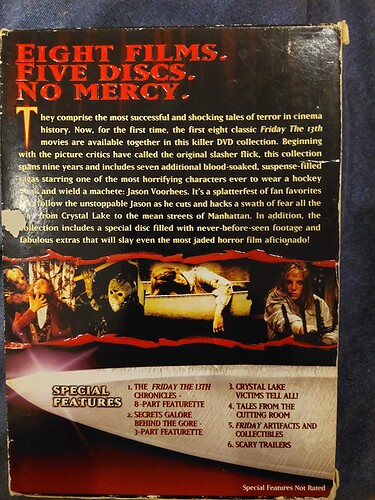 EIGHT FILMS.
FIVE DISCS.
NO MERCY.
They comprise the most successful and shocking tales of terror in cinema
history. Now, for the first time, the first eight classic Friday The 13th
movies are available together in this killer DVD collection. Beginning
with the picture critics have called the original slasher flick, this collection
spans nine years and includes seven additional blood-soaked, suspense-filled
sagas starring one of the most horrifying characters ever to wear a hockey
mask and wield a machete: Jason Voorhees. It's a splatterfest of fan favorites
follow the unstoppable Jason as he cuts and hacks a swath of fear all the
from Crystal Lake to the mean streets of Manhattan. In addition, the
collection includes a special disc filled with never-before-seen footage and
fabulous extras that will slay even the most jaded horror film aficionado!
SPECIAL
FEATURES
1. THE FRIDAY THE 13TH
CHRONICLES -
8-PART FEATURETTE
2. SECRETS GALORE
BEHIND THE GORE -
3-PART FEATURETTE
3. CRYSTAL LAKE
VICTIMS TELL ALL!
4. TALES FROM THE
CUTTING ROOM
5. FRIDAY ARTIFACTS AND
COLLECTIBLES
6. SCARY TRAILERS
Special Features Not Rated